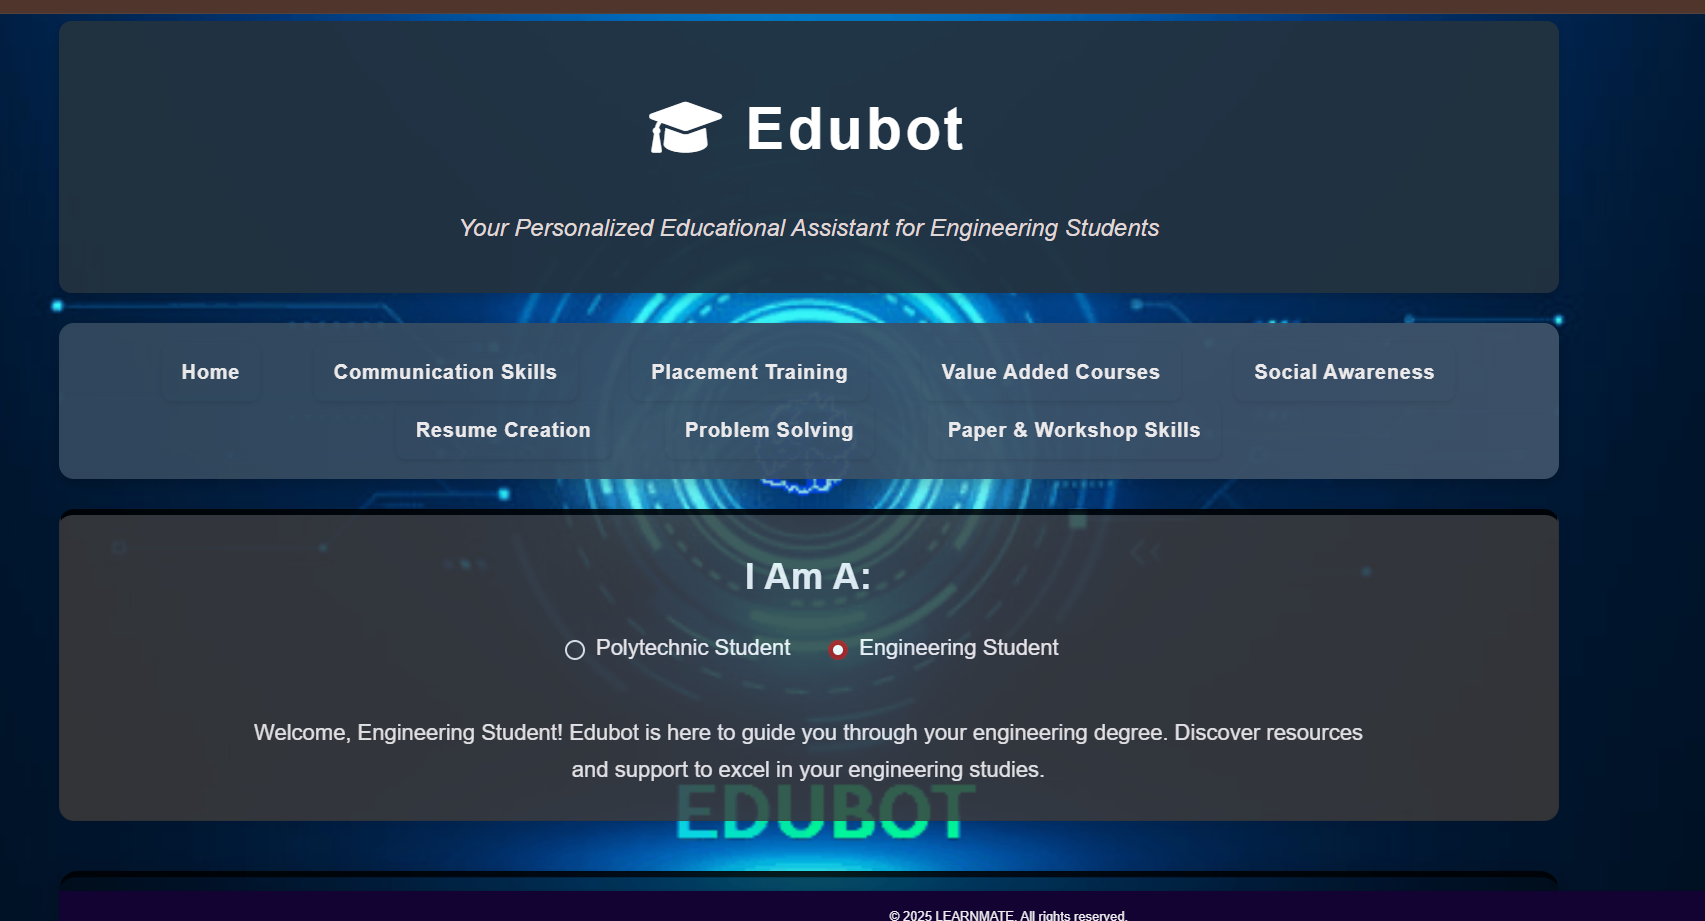 Edubot
Your Personalized Educational Assistant for Engineering Students
Home Communication Skills Placement Training Value Added Courses Social Awareness
Resume Creation Problem Solving Paper & Workshop Skills
I Am A:
Polytechnic Student Engineering Student
Welcome, Engineering Student! Edubot is here to guide you through your engineering degree. Discover resources
and support to excel in your engineering studies.
EDUBOT
© 2025 LEARNMATE. All rights reserved.